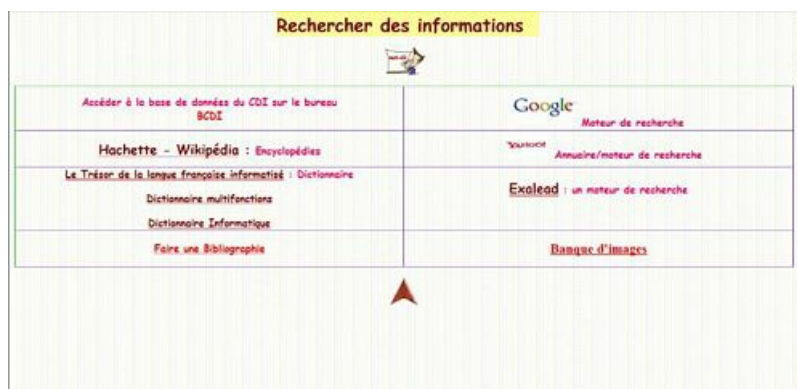 Rechercher des informations
Accéder à la base de données du CDI sur le bureau
BCDI
Google
Moteur de recherche
Hachette - Wikipédia : Encyclopédies
Yahoo!
Annuaire/moteur de recherche
Le Trésor de la langue française informatisé : Dictionnaire
Dictionnaire multifonctions
Dictionnaire Informatique
Exalead : un moteur de recherche
Faire une Bibliographie
Banque d'images